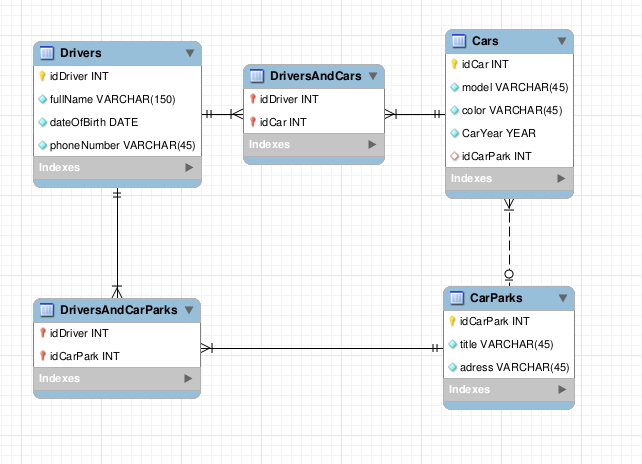 Drivers
idDriver INT
fullName VARCHAR(150)
dateOfBirth DATE
phoneNumber VARCHAR(45)
Indexes
DriversAndCars
idDriver INT
idCar INT
Indexes
Cars
idCar INT
model VARCHAR(45)
color VARCHAR(45)
CarYear YEAR
idCarPark INT
Indexes
DriversAndCarParks
idDriver INT
idCarPark INT
Indexes
CarParks
idCarPark INT
title VARCHAR(45)
adress VARCHAR(45)
Indexes